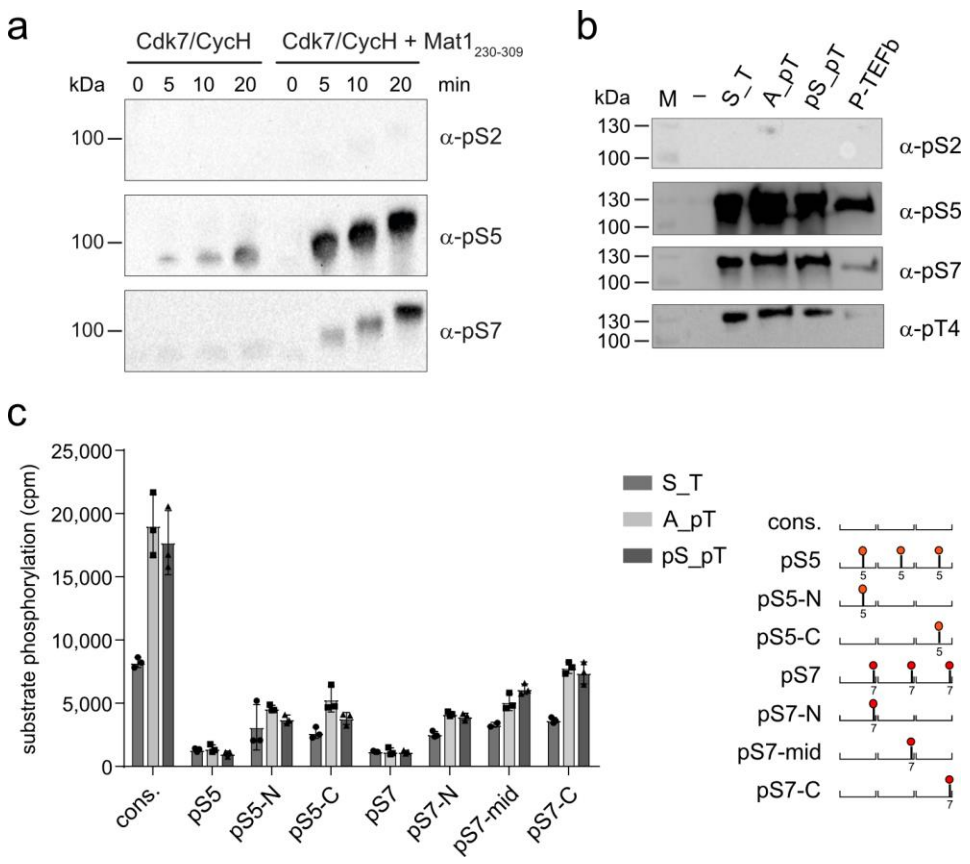 a
Cdk7/CycH Cdk7/CycH + Mat1230-309
kDa 0 5 10 20 0 5 10 20 min
100 α-pS2
100 α-pS5
100 α-pS7
b
kDa M – S_T A_pT pS_pT P-TEFb
130
100 α-pS2
130
100 α-pS5
130
100 α-pS7
130
100 α-pT4
c
substrate phosphorylation (cpm)
25,000
20,000
15,000
10,000
5,000
0
cons. pS5 pS5-N pS5-C pS7 pS7-N pS7-mid pS7-C
S_T
A_pT
pS_pT
cons.
pS5
5 5 5
pS5-N
5
pS5-C
5
pS7
7 7 7
pS7-N
7
pS7-mid
7
pS7-C
7